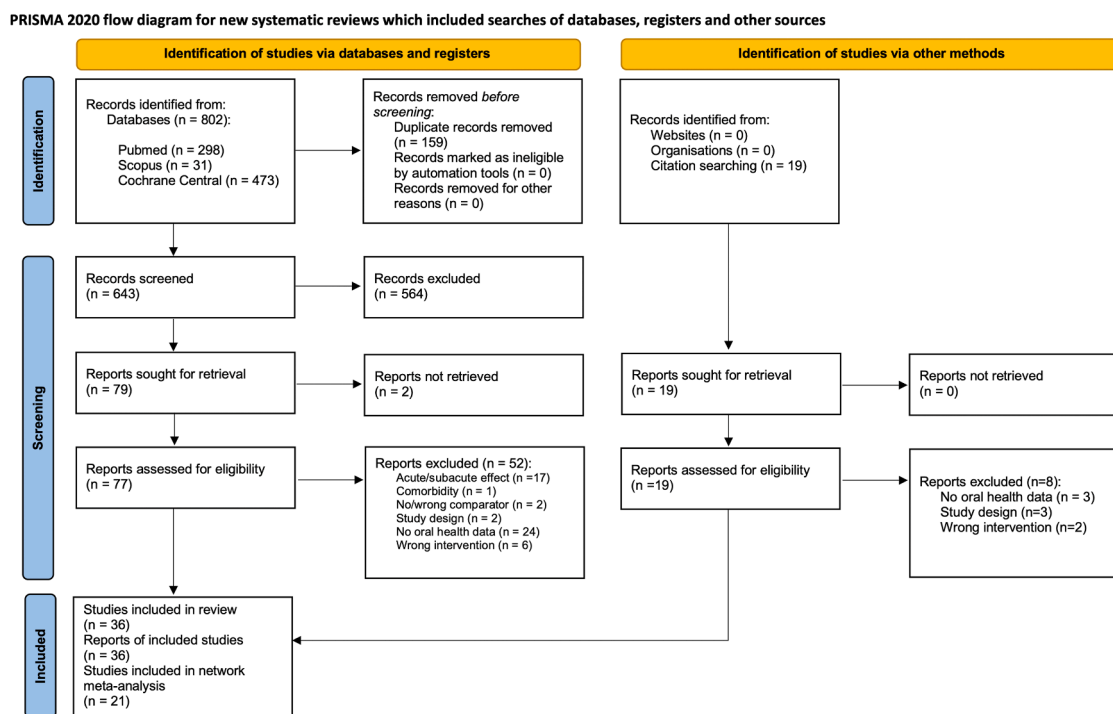 PRISMA 2020 flow diagram for new systematic reviews which included searches of databases, registers and other sources
Identification of studies via databases and registers
Identification of studies via other methods
Identification
Records identified from:
Databases (n = 802):
Pubmed (n = 298)
Scopus (n = 31)
Cochrane Central (n = 473)
Records removed before
screening:
Duplicate records removed
(n = 159)
Records marked as ineligible
by automation tools (n = 0)
Records removed for other
reasons (n = 0)
Records identified from:
Websites (n = 0)
Organisations (n = 0)
Citation searching (n = 19)
Screening
Records screened
(n = 643)
Records excluded
(n = 564)
Reports sought for retrieval
(n = 79)
Reports not retrieved
(n = 2)
Reports sought for retrieval
(n = 19)
Reports not retrieved
(n = 0)
Reports assessed for eligibility
(n = 77)
Reports excluded (n = 52):
Acute/subacute effect (n =17)
Comorbidity (n = 1)
No/wrong comparator (n = 2)
Study design (n = 2)
No oral health data (n = 24)
Wrong intervention (n = 6)
Reports assessed for eligibility
(n =19)
Reports excluded (n=8):
No oral health data (n = 3)
Study design (n=3)
Wrong intervention (n=2)
Included
Studies included in review
(n = 36)
Reports of included studies
(n = 36)
Studies included in network
meta-analysis
(n = 21)